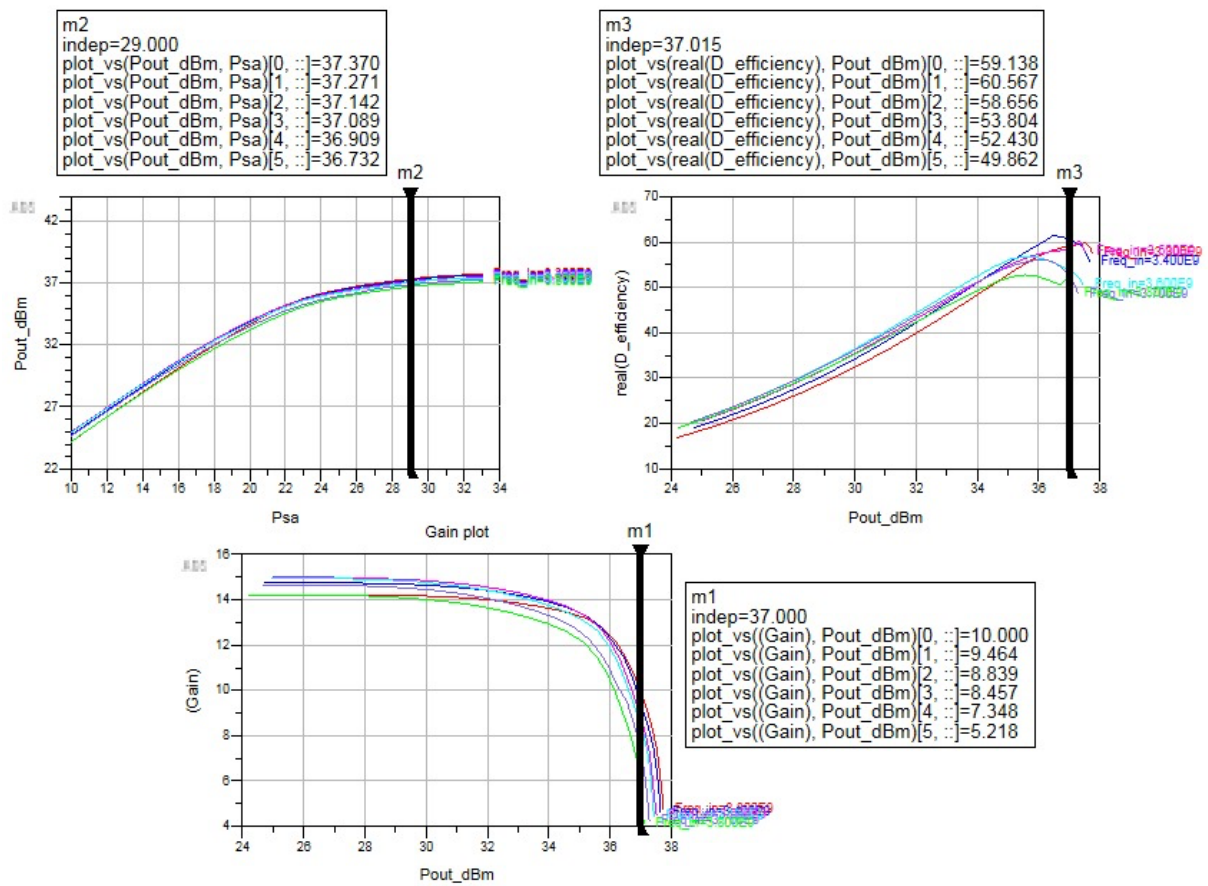 m2
indep=29.000
plot_vs(Pout_dBm, Psa)[0, ::]=37.370
plot_vs(Pout_dBm, Psa)[1, ::]=37.271
plot_vs(Pout_dBm, Psa)[2, ::]=37.142
plot_vs(Pout_dBm, Psa)[3, ::]=37.089
plot_vs(Pout_dBm, Psa)[4, ::]=36.909
plot_vs(Pout_dBm, Psa)[5, ::]=36.732
m3
indep=37.015
plot_vs(real(D_efficiency), Pout_dBm)[0, ::]=59.138
plot_vs(real(D_efficiency), Pout_dBm)[1, ::]=60.567
plot_vs(real(D_efficiency), Pout_dBm)[2, ::]=58.656
plot_vs(real(D_efficiency), Pout_dBm)[3, ::]=53.804
plot_vs(real(D_efficiency), Pout_dBm)[4, ::]=52.430
plot_vs(real(D_efficiency), Pout_dBm)[5, ::]=49.862
m2
ADS
42
37
32
27
22
Pout_dBm
10 12 14 16 18 20 22 24 26 28 30 32 34
Psa
m3
ADS
70
60
50
40
30
20
10
real(D_efficiency)
Freq_in=3.400E9
24 26 28 30 32 34 36 38
Pout_dBm
Gain plot
m1
ADS
16
14
12
10
8
6
4
(Gain)
24 26 28 30 32 34 36 38
Pout_dBm
m1
indep=37.000
plot_vs((Gain), Pout_dBm)[0, ::]=10.000
plot_vs((Gain), Pout_dBm)[1, ::]=9.464
plot_vs((Gain), Pout_dBm)[2, ::]=8.839
plot_vs((Gain), Pout_dBm)[3, ::]=8.457
plot_vs((Gain), Pout_dBm)[4, ::]=7.348
plot_vs((Gain), Pout_dBm)[5, ::]=5.218